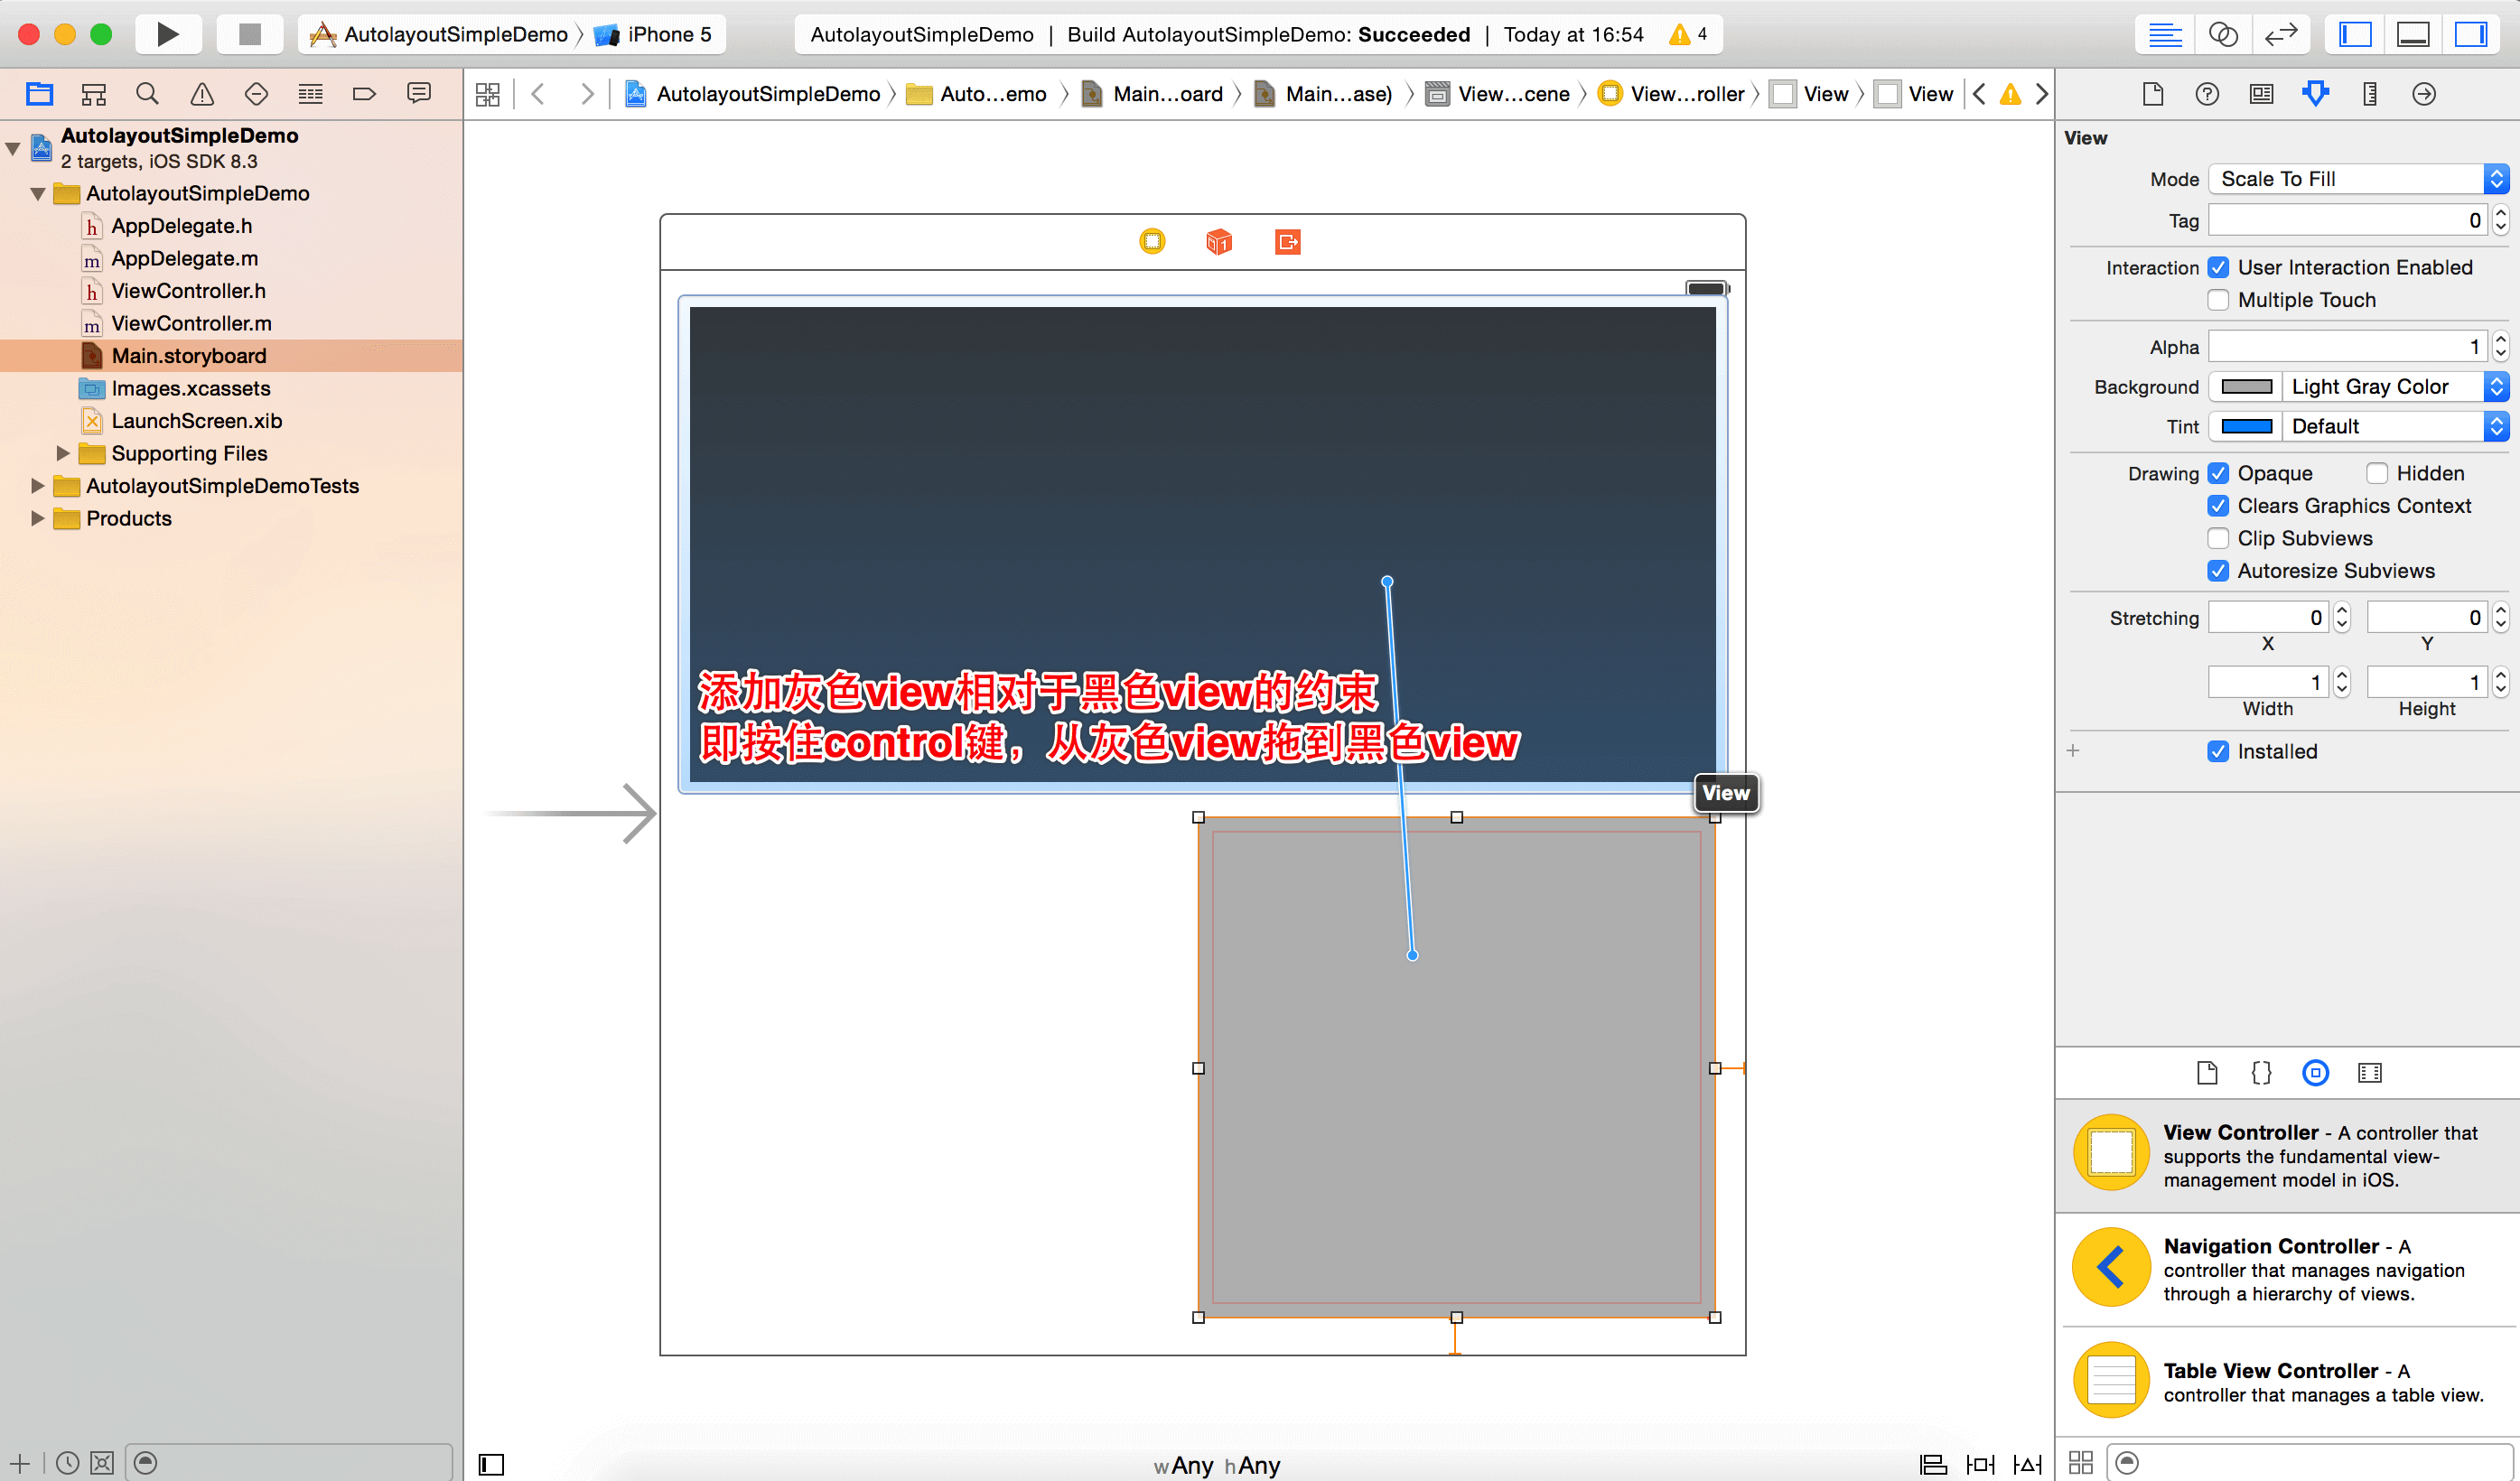 AutolayoutSimpleDemo 〉 iPhone 5
AutolayoutSimpleDemo | Build AutolayoutSimpleDemo: Succeeded | Today at 16:54 4
AutolayoutSimpleDemo 〉 Auto...emo 〉 Main...oard 〉 Main...ase) 〉 View...cene 〉 View...roller 〉 View 〉 View
AutolayoutSimpleDemo
2 targets, iOS SDK 8.3
AutolayoutSimpleDemo
h AppDelegate.h
m AppDelegate.m
h ViewController.h
m ViewController.m
Main.storyboard
Images.xcassets
LaunchScreen.xib
Supporting Files
AutolayoutSimpleDemoTests
Products
添加灰色view相对于黑色view的约束
即按住control键，从灰色view拖到黑色view
View
wAny hAny
View
Mode Scale To Fill
Tag 0
Interaction User Interaction Enabled
Multiple Touch
Alpha 1
Background Light Gray Color
Tint Default
Drawing Opaque Hidden
Clears Graphics Context
Clip Subviews
Autoresize Subviews
Stretching 0 0
X Y
1 1
Width Height
+ Installed
{}
View Controller - A controller that
supports the fundamental view-
management model in iOS.
Navigation Controller - A
controller that manages navigation
through a hierarchy of views.
Table View Controller - A
controller that manages a table view.